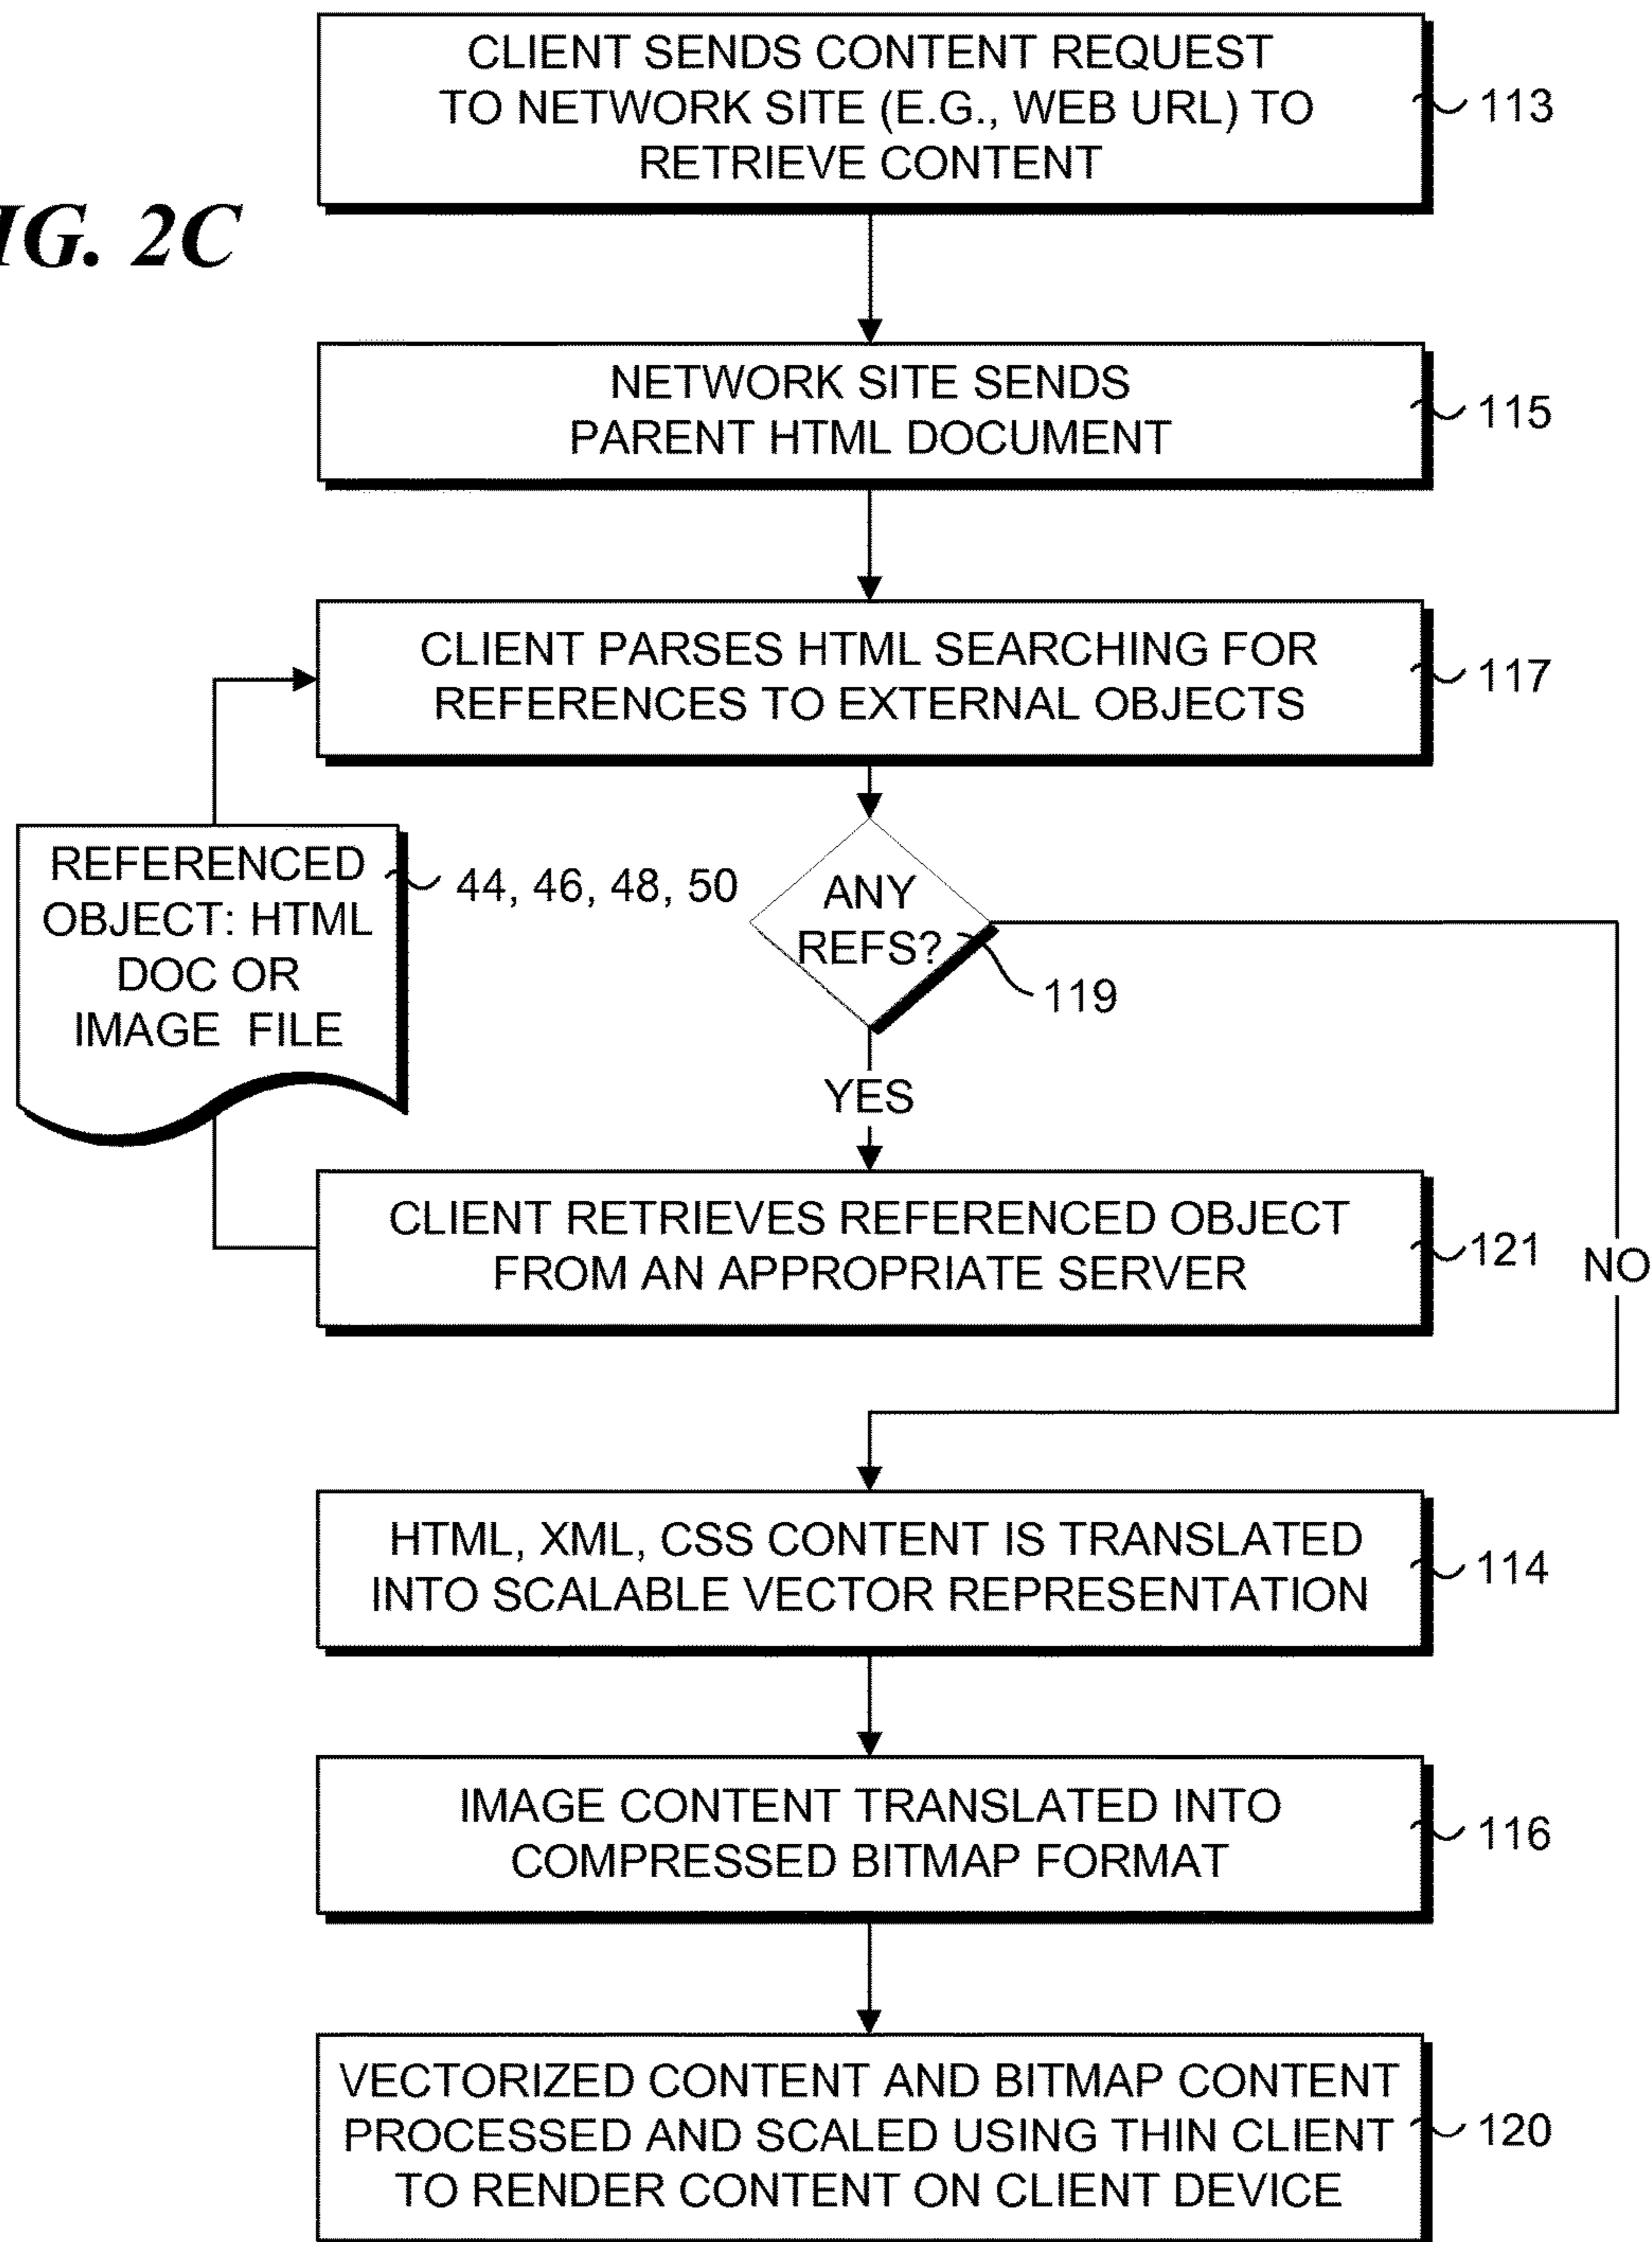 CLIENT SENDS CONTENT REQUEST
TO NETWORK SITE (E.G., WEB URL) TO
RETRIEVE CONTENT
113
IG. 2C
NETWORK SITE SENDS
PARENT HTML DOCUMENT
115
CLIENT PARSES HTML SEARCHING FOR
REFERENCES TO EXTERNAL OBJECTS
117
REFERENCED
OBJECT: HTML
DOC OR
IMAGE FILE
44, 46, 48, 50
ANY
REFS?
119
YES
CLIENT RETRIEVES REFERENCED OBJECT
FROM AN APPROPRIATE SERVER
121
NO
HTML, XML, CSS CONTENT IS TRANSLATED
INTO SCALABLE VECTOR REPRESENTATION
114
IMAGE CONTENT TRANSLATED INTO
COMPRESSED BITMAP FORMAT
116
VECTORIZED CONTENT AND BITMAP CONTENT
PROCESSED AND SCALED USING THIN CLIENT
TO RENDER CONTENT ON CLIENT DEVICE
120